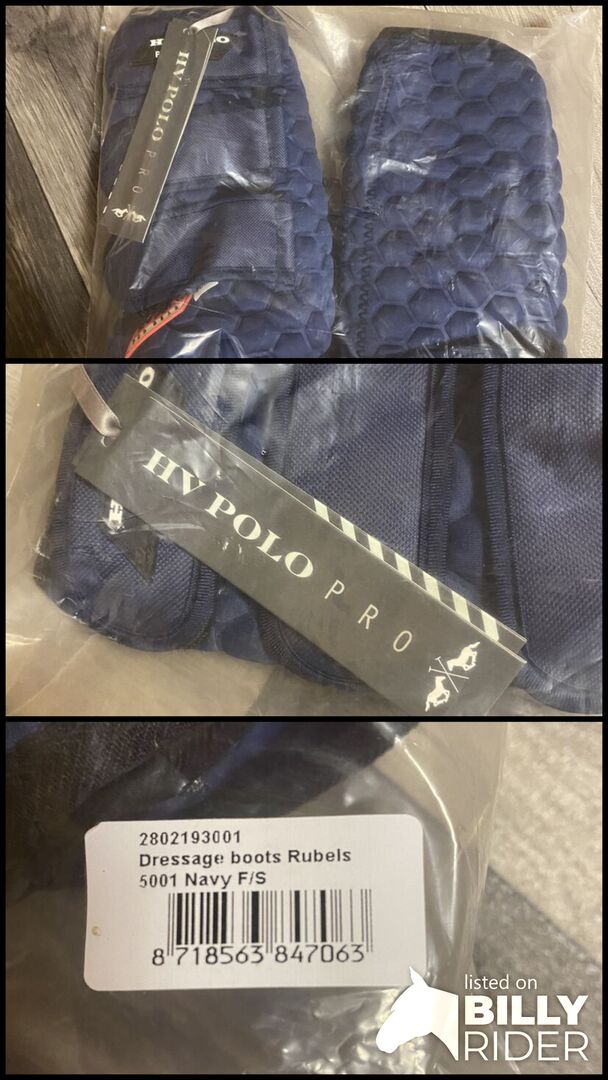 HV POLO PRO
HV POLO PRO
2802193001
Dressage boots Rubels
5001 Navy F/S
8 718563 847063
listed on
BILLY
RIDER